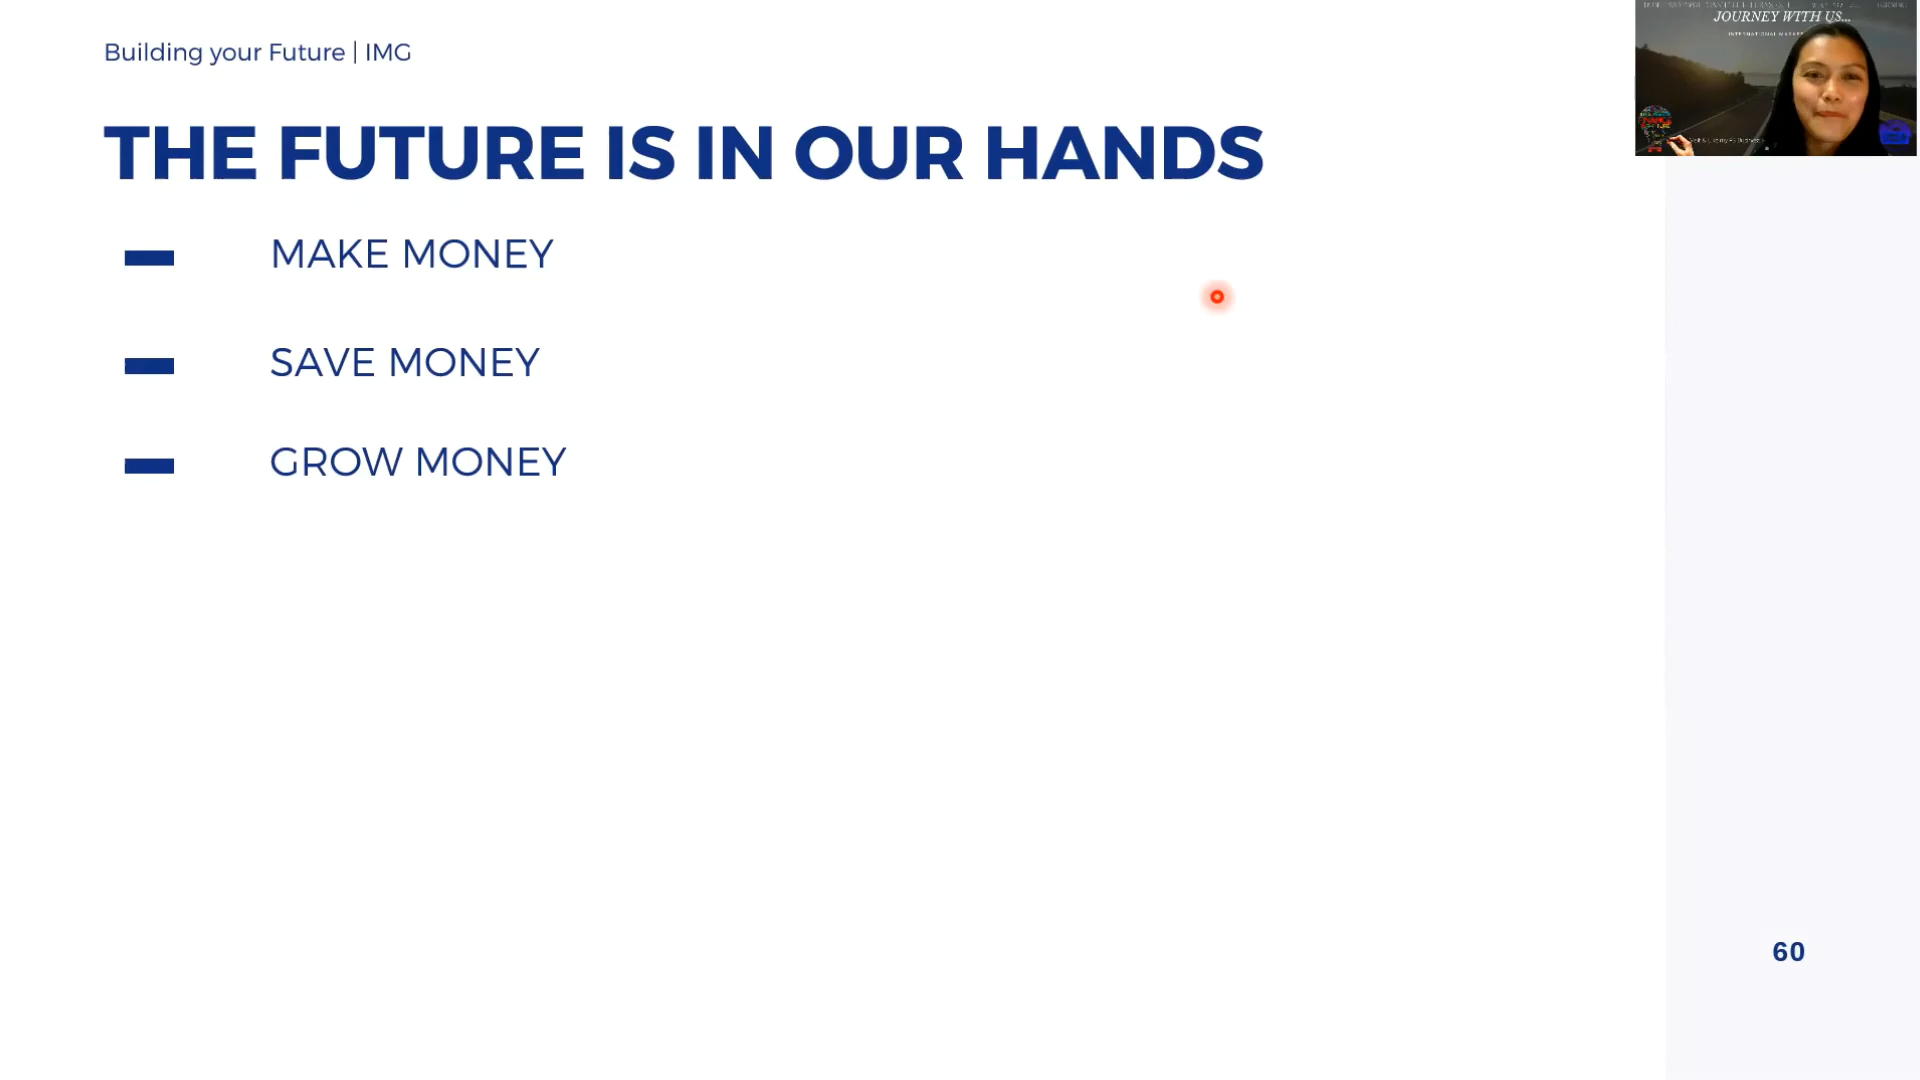 Building your Future | IMG
JOURNEY WITH US...
THE FUTURE IS IN OUR HANDS
MAKE MONEY
SAVE MONEY
GROW MONEY
60